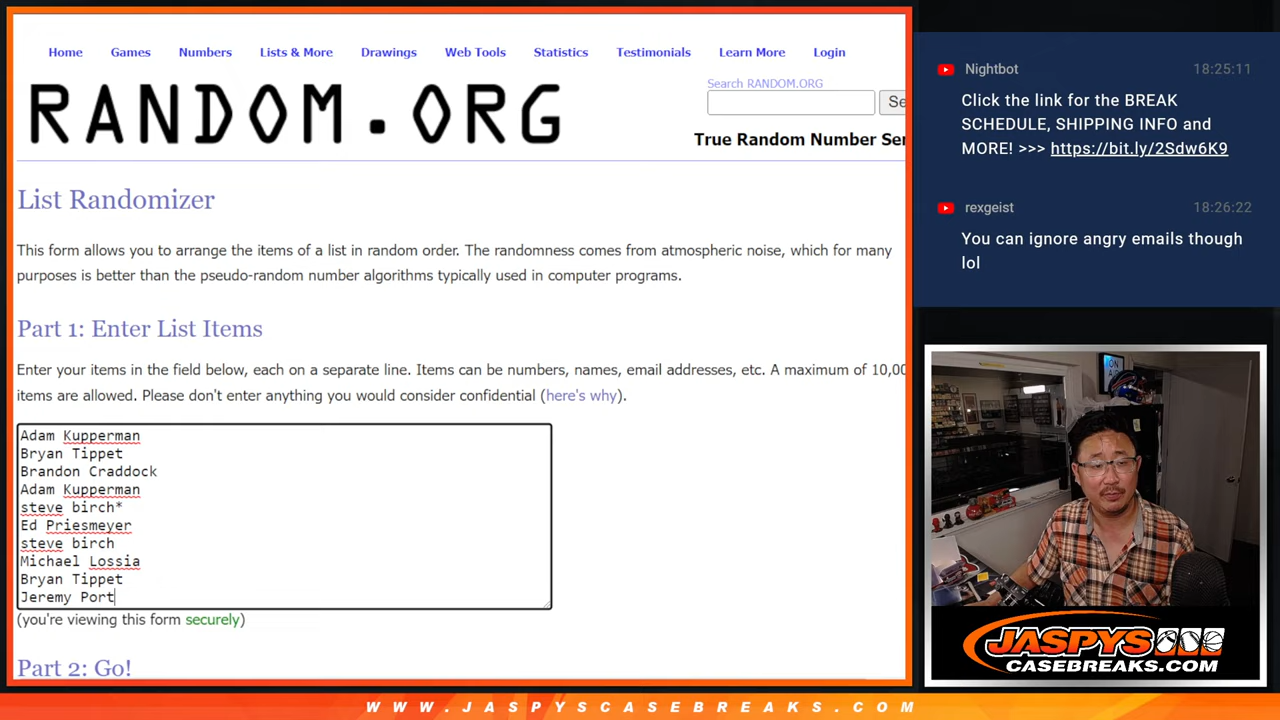 Home Games Numbers Lists & More Drawings Web Tools Statistics Testimonials Learn More Login
RANDOM.ORG
Search RANDOM.ORG
Se
True Random Number Ser
List Randomizer
This form allows you to arrange the items of a list in random order. The randomness comes from atmospheric noise, which for many
purposes is better than the pseudo-random number algorithms typically used in computer programs.
Part 1: Enter List Items
Enter your items in the field below, each on a separate line. Items can be numbers, names, email addresses, etc. A maximum of 10,00
items are allowed. Please don't enter anything you would consider confidential (here's why).
Adam Kupperman
Bryan Tippet
Brandon Craddock
Adam Kupperman
steve birch*
Ed Priesmeyer
steve birch
Michael Lossia
Bryan Tippet
Jeremy Port
(you're viewing this form securely)
Part 2: Go!
Nightbot 18:25:11
Click the link for the BREAK
SCHEDULE, SHIPPING INFO and
MORE! >>> https://bit.ly/2Sdw6K9
rexgeist 18:26:22
You can ignore angry emails though
lol
JASPYS
CASEBREAKS.COM
WWW.JASPYSCASEBREAKS.COM